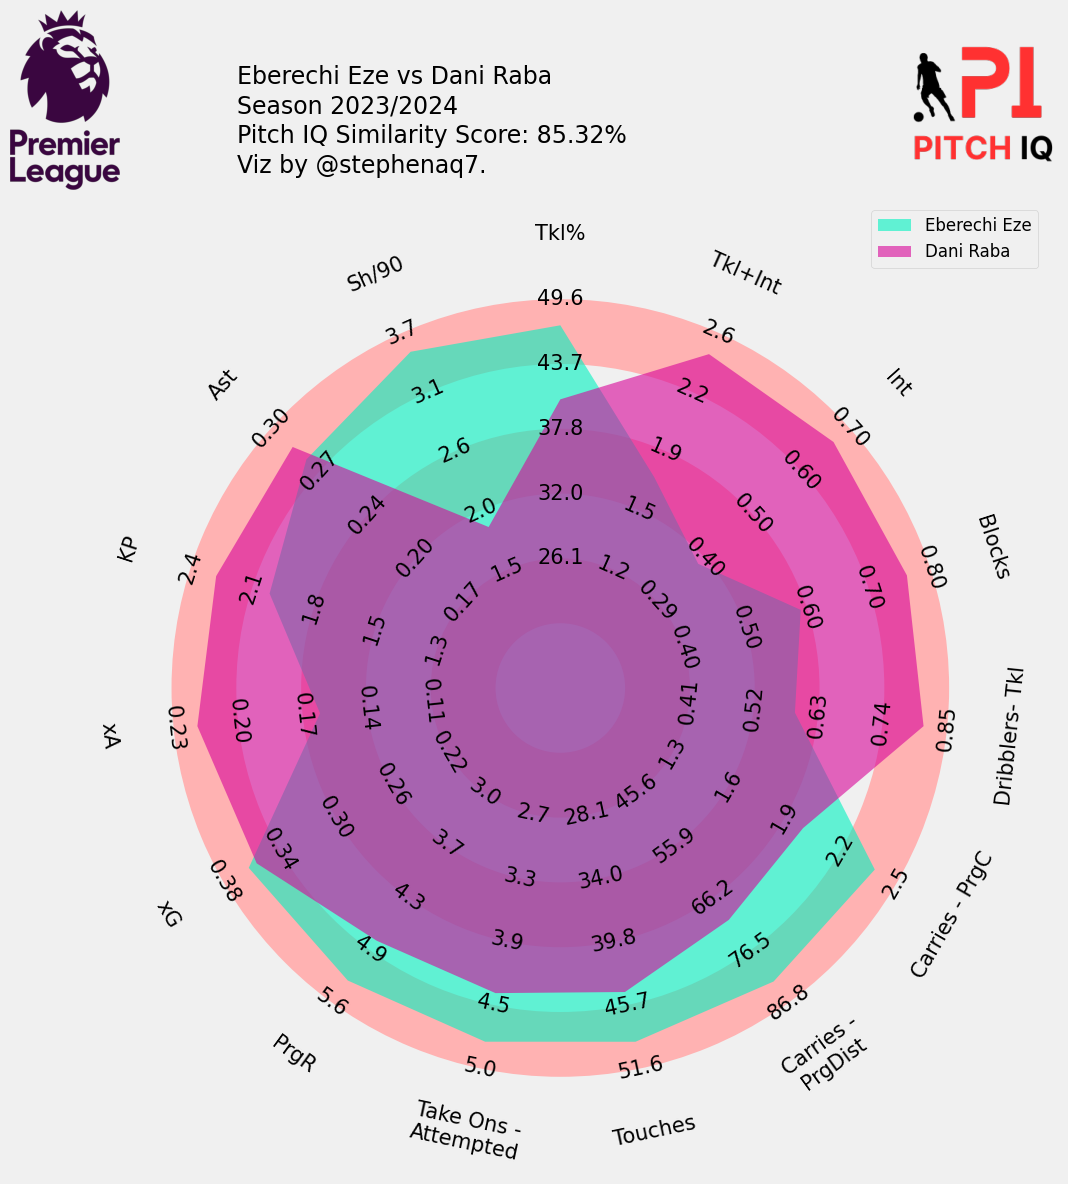 Premier
League
Eberechi Eze vs Dani Raba
Season 2023/2024
Pitch IQ Similarity Score: 85.32%
Viz by @stephenaq7.
PI
PITCH IQ
Eberechi Eze
Dani Raba
Tkl%
49.6
43.7
37.8
32.0
26.1
Tkl+Int
2.6
2.2
1.9
1.5
1.2
Int
0.70
0.60
0.50
0.40
0.29
Blocks
0.80
0.70
0.60
0.50
0.40
Dribblers- Tkl
0.85
0.74
0.63
0.52
0.41
Carries - PrgC
2.5
2.2
1.9
1.6
1.3
Carries -
PrgDist
86.8
76.5
66.2
55.9
45.6
Touches
51.6
45.7
39.8
34.0
28.1
Take Ons -
Attempted
5.0
4.5
3.9
3.3
2.7
PrgR
5.6
4.9
4.3
3.7
3.0
xG
0.38
0.34
0.30
0.26
0.22
xA
0.23
0.20
0.17
0.14
0.11
KP
2.4
2.1
1.8
1.5
1.3
Ast
0.30
0.27
0.24
0.20
0.17
Sh/90
3.7
3.1
2.6
2.0
1.5